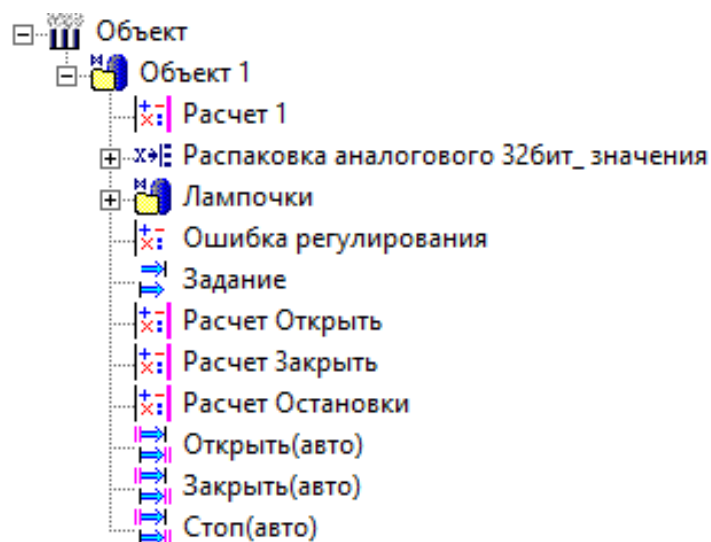 Объект
Объект 1
Расчет 1
Распаковка аналогового 32бит_ значения
Лампочки
Ошибка регулирования
Задание
Расчет Открыть
Расчет Закрыть
Расчет Остановки
Открыть(авто)
Закрыть(авто)
Стоп(авто)